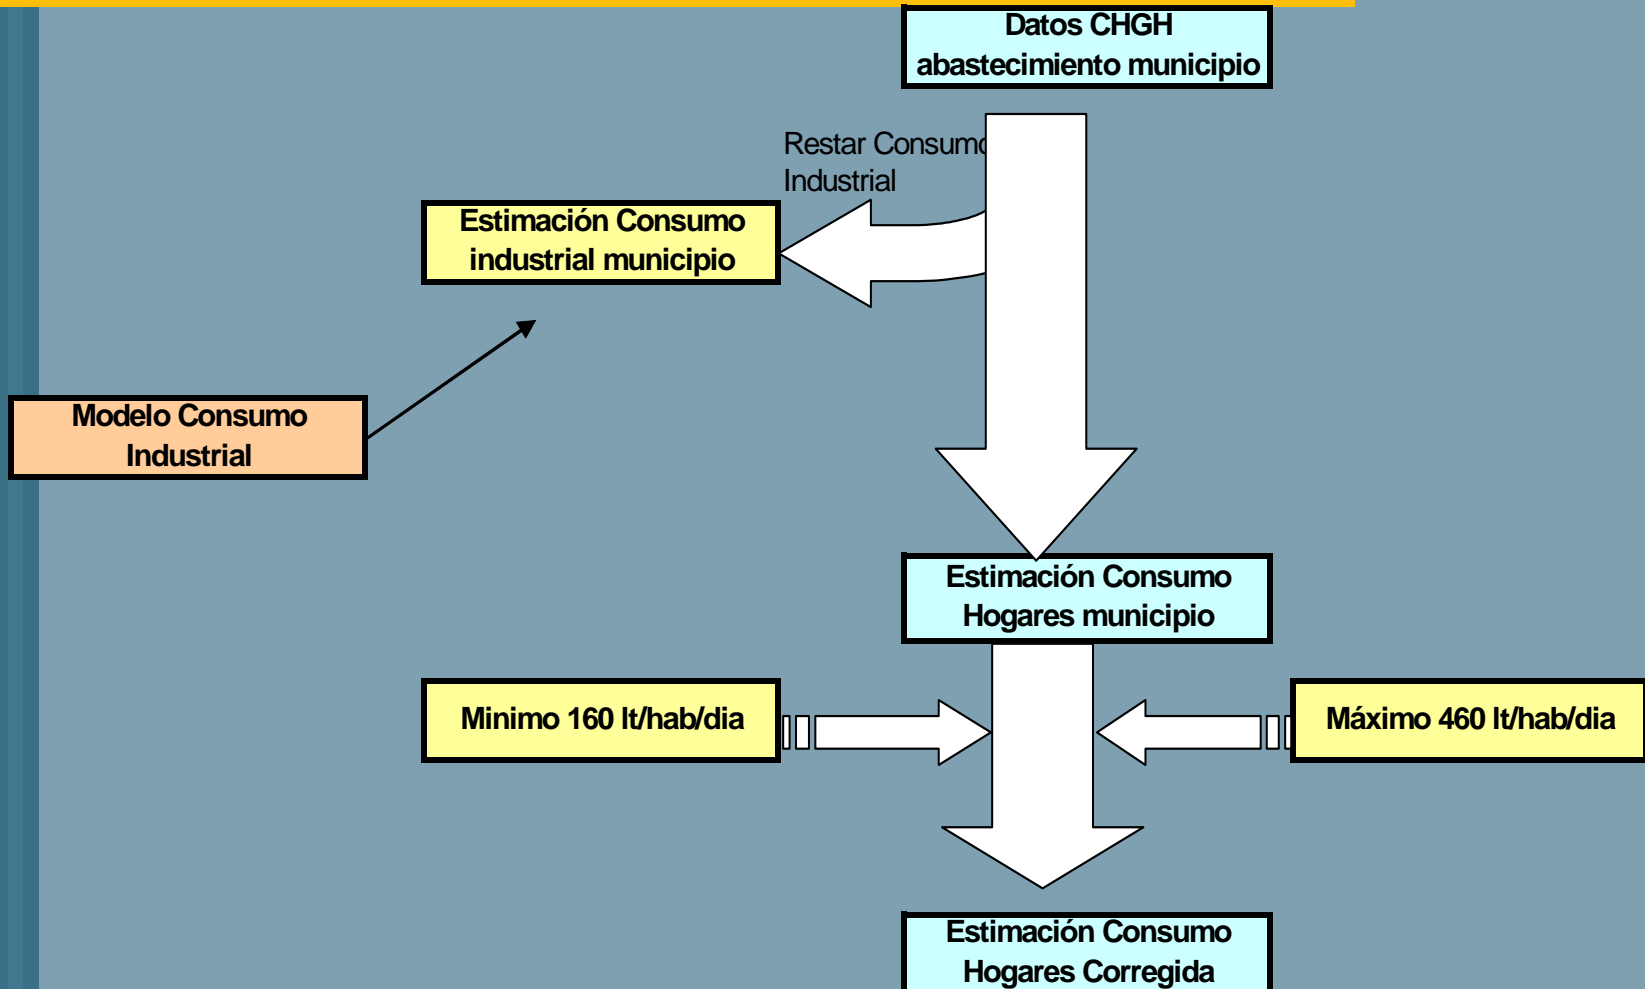 Datos CHGH
abastecimiento municipio
Restar Consumo
Industrial
Estimación Consumo
industrial municipio
Modelo Consumo
Industrial
Estimación Consumo
Hogares municipio
Minimo 160 lt/hab/dia
Máximo 460 lt/hab/dia
Estimación Consumo
Hogares Corregida